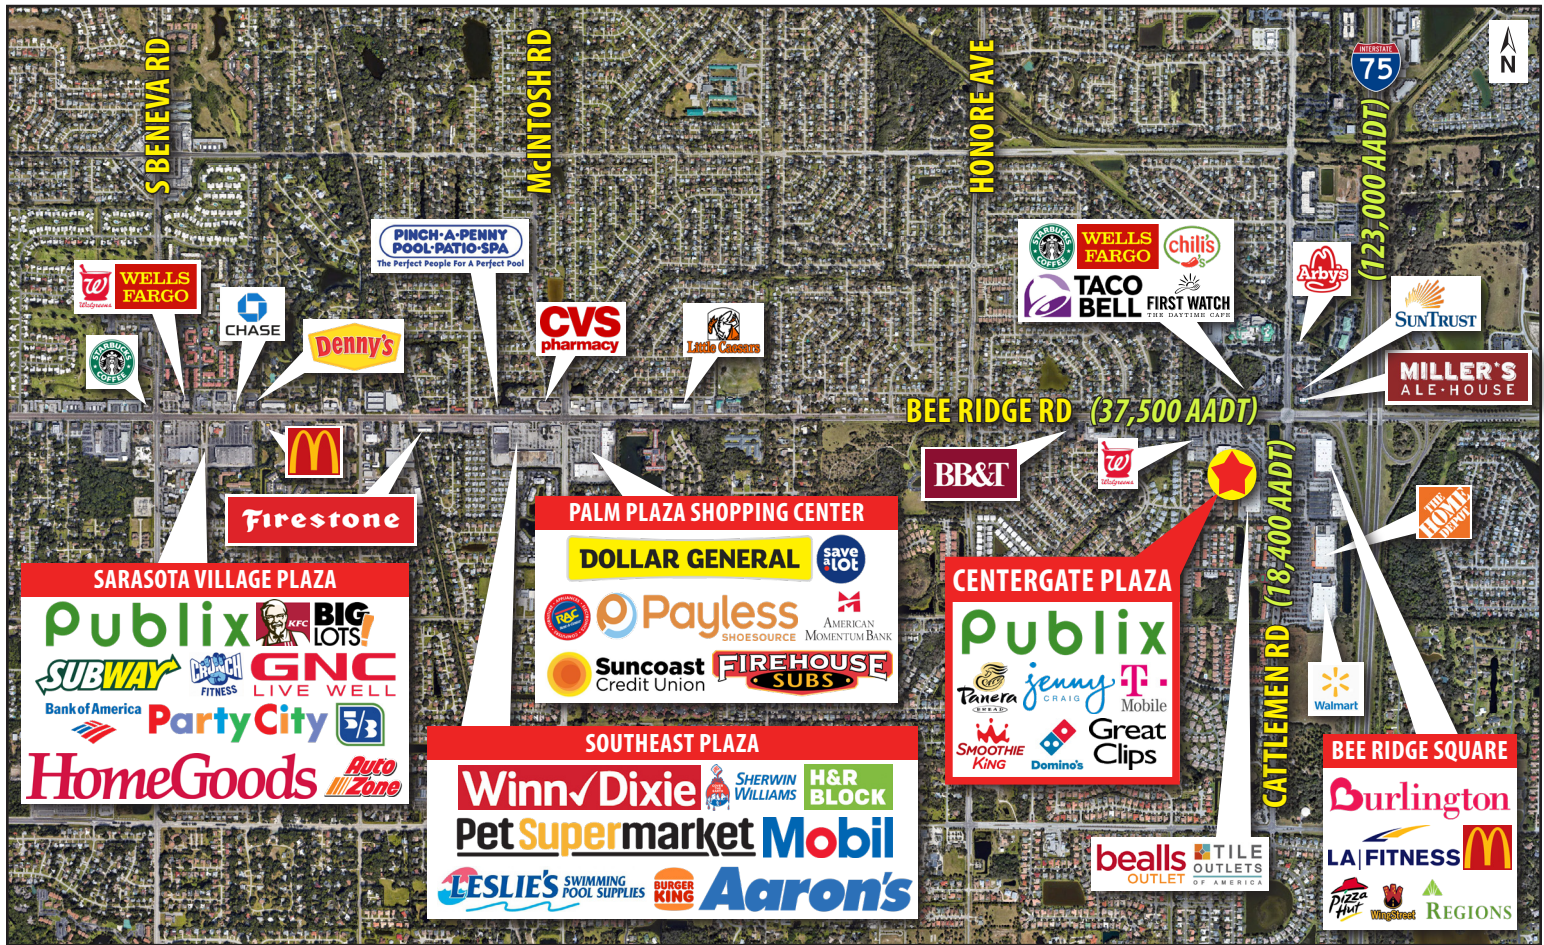 S BENEVA RD
McINTOSH RD
HONORE AVE
INTERSTATE
75
(123,000 AADT)
N
PINCH·A·PENNY
POOL·PATIO·SPA
The Perfect People For A Perfect Pool
STARBUCKS
COFFEE
WELLS
FARGO
chili's
TACO
BELL
FIRST WATCH
THE DAYTIME CAFE
Arby's
SUNTRUST
MILLER'S
ALE·HOUSE
W
Walgreens
WELLS
FARGO
CHASE
Denny's
STARBUCKS
COFFEE
CVS
pharmacy
Little Caesars
BEE RIDGE RD (37,500 AADT)
BB&T
W
Walgreens
M
Firestone
CATTLEMEN RD (18,400 AADT)
THE
HOME
DEPOT
Walmart
SARASOTA VILLAGE PLAZA
Publix
KFC
BIG
LOTS!
SUBWAY
CRUNCH
FITNESS
GNC
LIVE WELL
Bank of America
Party City
5/3
HomeGoods
Auto
Zone
PALM PLAZA SHOPPING CENTER
DOLLAR GENERAL
save
a
lot
RAC
Payless
SHOESOURCE
AMERICAN
MOMENTUM BANK
Suncoast
Credit Union
FIREHOUSE
SUBS
SOUTHEAST PLAZA
Winn Dixie
SHERWIN
WILLIAMS
H&R
BLOCK
Pet Supermarket
Mobil
LESLIE'S
SWIMMING
POOL SUPPLIES
BURGER
KING
Aaron's
CENTERGATE PLAZA
Publix
Panera
BREAD
jenny
CRAIG
T
Mobile
SMOOTHIE
KING
Domino's
Great
Clips
bealls
OUTLET
TILE
OUTLETS
OF AMERICA
BEE RIDGE SQUARE
Burlington
LA FITNESS
M
Pizza
Hut
WingStreet
REGIONS